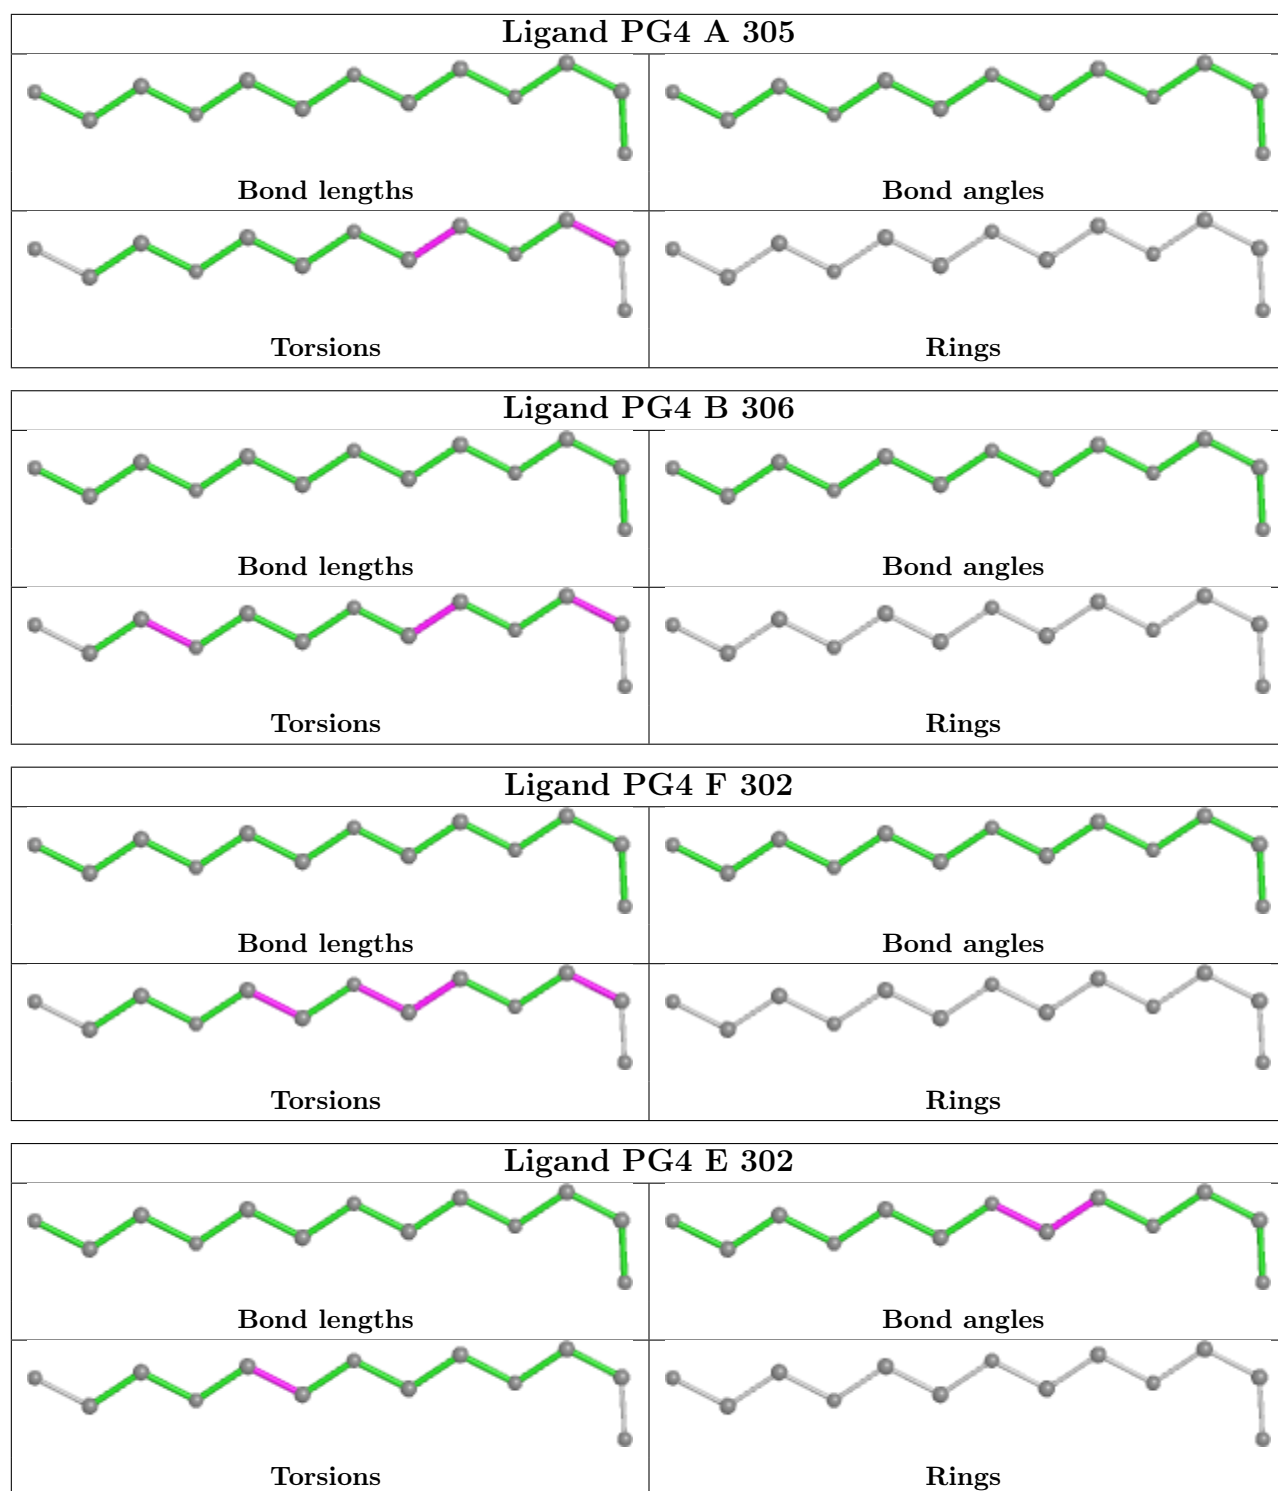 Ligand PG4 A 305
Bond lengths
Bond angles
Torsions
Rings
Ligand PG4 B 306
Bond lengths
Bond angles
Torsions
Rings
Ligand PG4 F 302
Bond lengths
Bond angles
Torsions
Rings
Ligand PG4 E 302
Bond lengths
Bond angles
Torsions
Rings